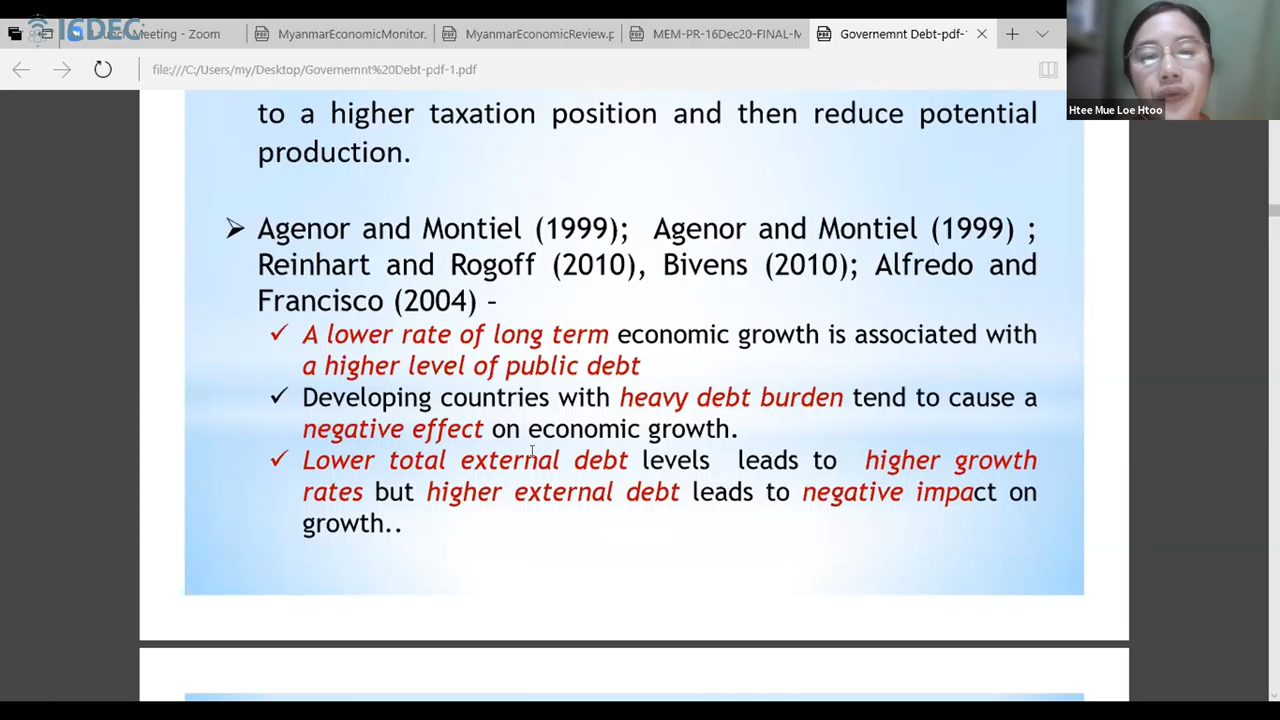 I6DEC
Launch Meeting - Zoom
MyanmarEconomicMonitor.
MyanmarEconomicReview.p
MEM-PR-16Dec20-FINAL-M
Governemnt Debt-pdf-1
file:///C:/Users/my/Desktop/Governemnt%20Debt-pdf-1.pdf
Htee Mue Loe Htoo
to a higher taxation position and then reduce potential
production.
➢ Agenor and Montiel (1999); Agenor and Montiel (1999) ;
Reinhart and Rogoff (2010), Bivens (2010); Alfredo and
Francisco (2004) –
✓ A lower rate of long term economic growth is associated with
a higher level of public debt
✓ Developing countries with heavy debt burden tend to cause a
negative effect on economic growth.
✓ Lower total external debt levels leads to higher growth
rates but higher external debt leads to negative impact on
growth..